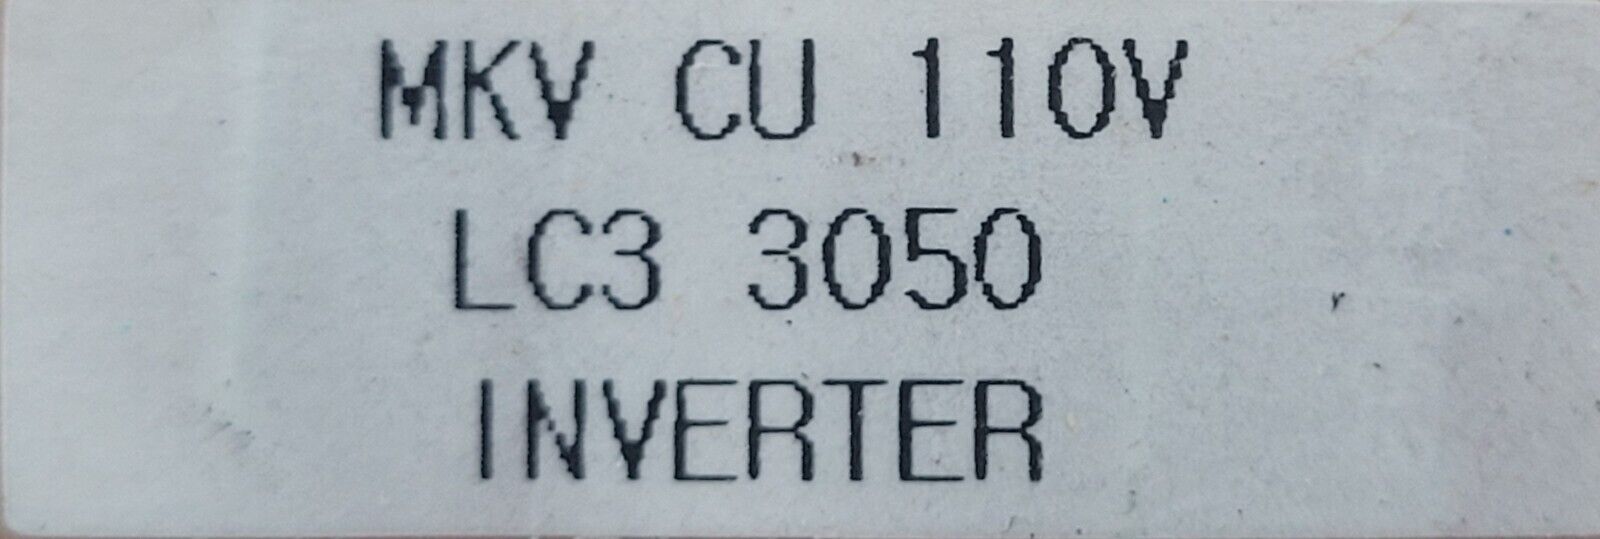 MKV CU 110V
LC3 3050
INVERTER